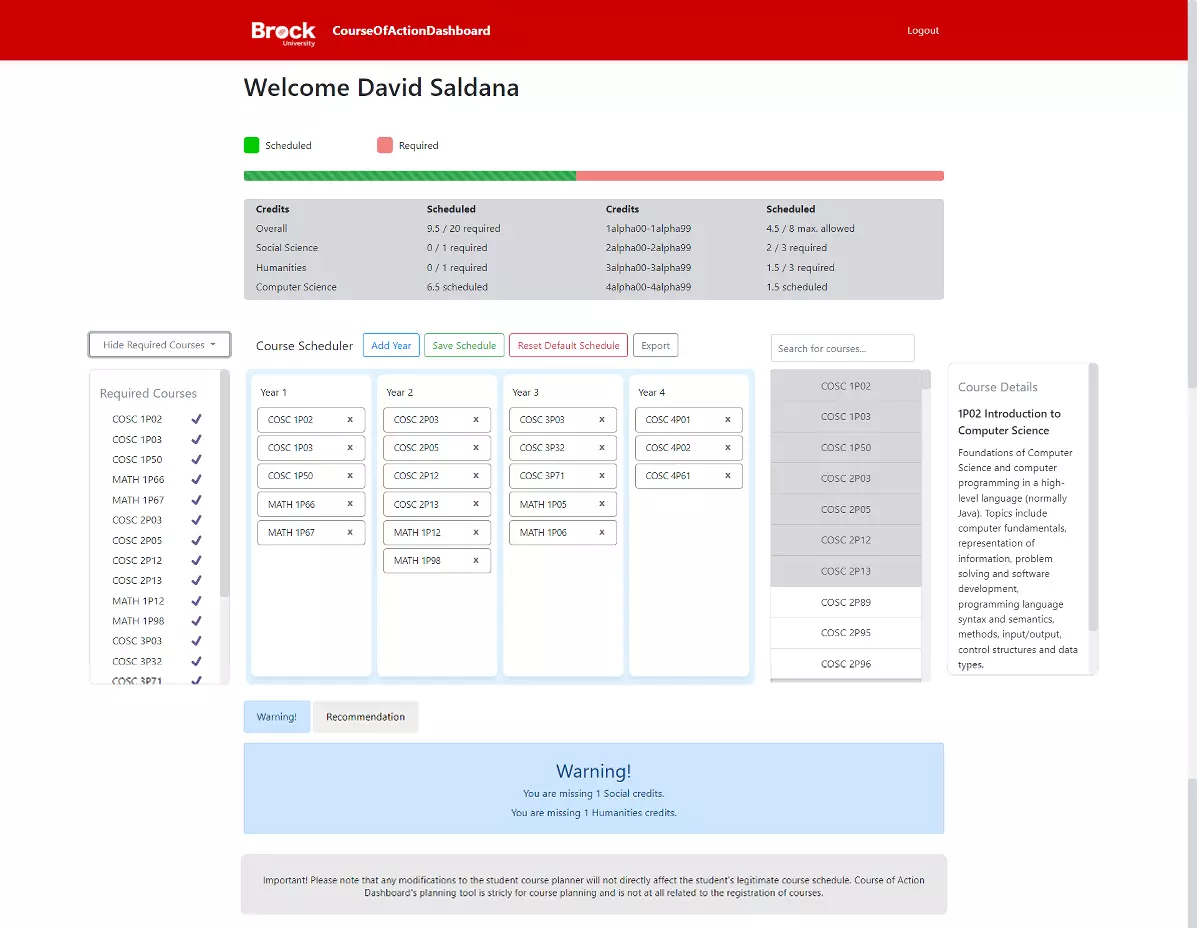 Brock
University
CourseOfActionDashboard
Logout
Welcome David Saldana
Scheduled
Required
Credits Scheduled Credits Scheduled
Overall 9.5 / 20 required 1alpha00-1alpha99 4.5 / 8 max. allowed
Social Science 0 / 1 required 2alpha00-2alpha99 2 / 3 required
Humanities 0 / 1 required 3alpha00-3alpha99 1.5 / 3 required
Computer Science 6.5 scheduled 4alpha00-4alpha99 1.5 scheduled
Hide Required Courses
Required Courses
COSC 1P02
COSC 1P03
COSC 1P50
MATH 1P66
MATH 1P67
COSC 2P03
COSC 2P05
COSC 2P12
COSC 2P13
MATH 1P12
MATH 1P98
COSC 3P03
COSC 3P32
COSC 3P71
Course Scheduler
Add Year
Save Schedule
Reset Default Schedule
Export
Year 1
COSC 1P02 x
COSC 1P03 x
COSC 1P50 x
MATH 1P66 x
MATH 1P67 x
Year 2
COSC 2P03 x
COSC 2P05 x
COSC 2P12 x
COSC 2P13 x
MATH 1P12 x
MATH 1P98 x
Year 3
COSC 3P03 x
COSC 3P32 x
COSC 3P71 x
MATH 1P05 x
MATH 1P06 x
Year 4
COSC 4P01 x
COSC 4P02 x
COSC 4P61 x
Search for courses...
COSC 1P02
COSC 1P03
COSC 1P50
COSC 2P03
COSC 2P05
COSC 2P12
COSC 2P13
COSC 2P89
COSC 2P95
COSC 2P96
Course Details
1P02 Introduction to
Computer Science
Foundations of Computer
Science and computer
programming in a high-
level language (normally
Java). Topics include
computer fundamentals,
representation of
information, problem
solving and software
development,
programming language
syntax and semantics,
methods, input/output,
control structures and data
types.
Warning!
Recommendation
Warning!
You are missing 1 Social credits.
You are missing 1 Humanities credits.
Important! Please note that any modifications to the student course planner will not directly affect the student's legitimate course schedule. Course of Action
Dashboard's planning tool is stricly for course planning and is not at all related to the registration of courses.